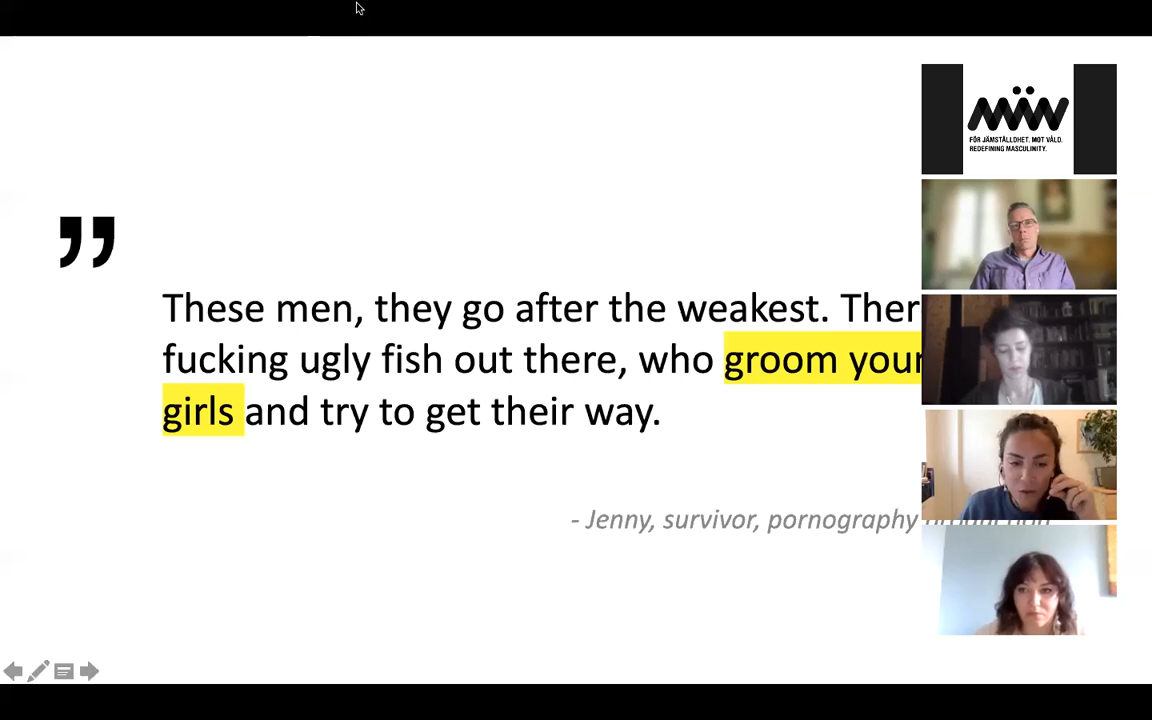 ”
These men, they go after the weakest. Ther
fucking ugly fish out there, who groom your
girls and try to get their way.
- Jenny, survivor, pornography
MÄN
FÖR JÄMSTÄLLDHET. MOT VÅLD.
REDEFINING MASCULINITY.